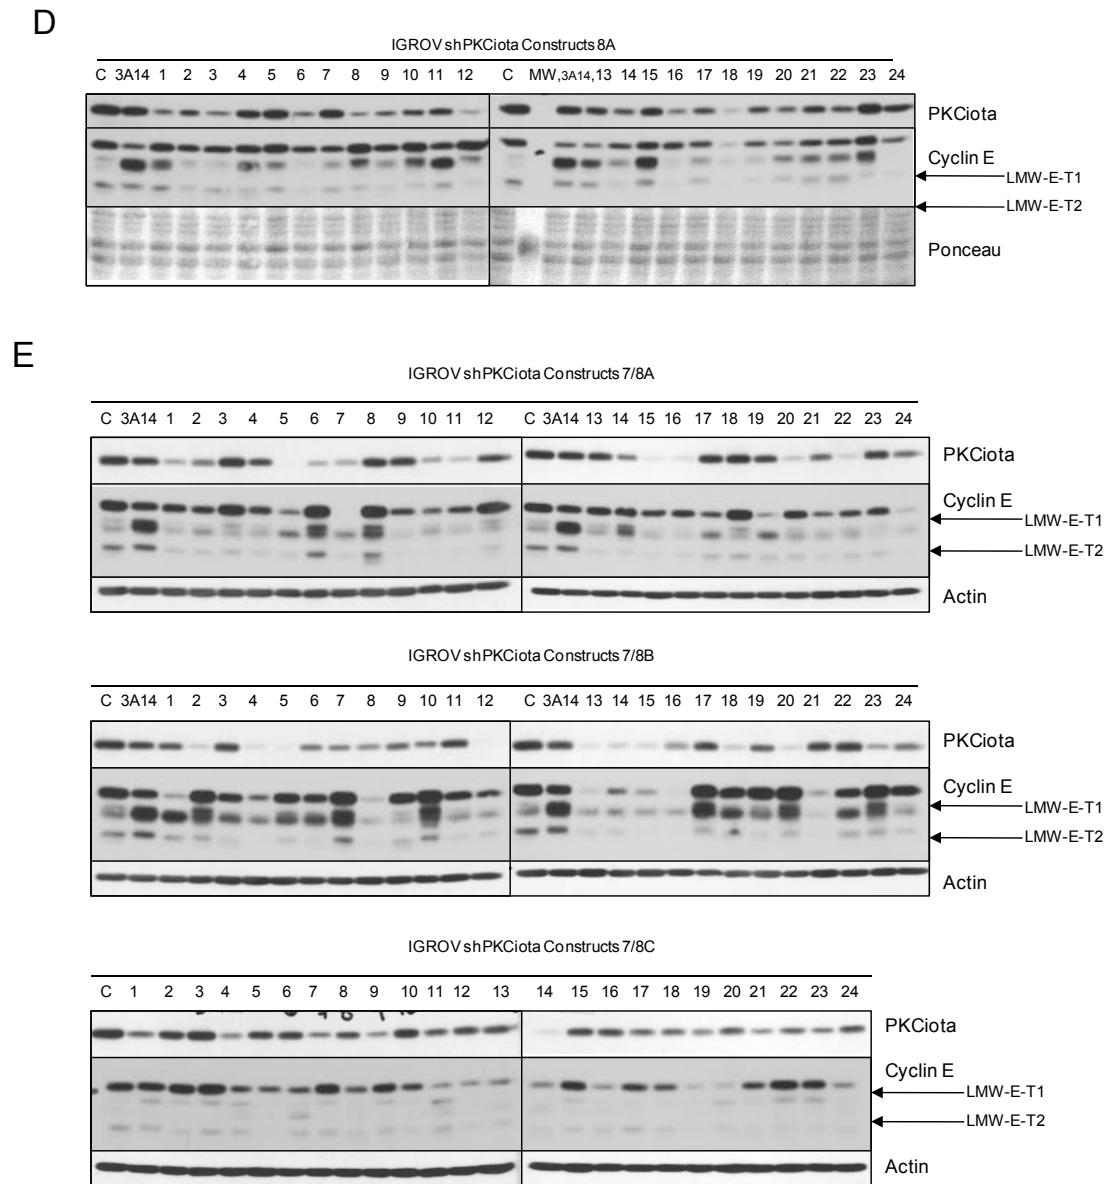 D
IGROV shPKCiota Constructs 8A
C 3A14 1 2 3 4 5 6 7 8 9 10 11 12 C MW,3A14,13 14 15 16 17 18 19 20 21 22 23 24
PKCiota
Cyclin E
LMW-E-T1
LMW-E-T2
Ponceau
E
IGROV shPKCiota Constructs 7/8A
C 3A14 1 2 3 4 5 6 7 8 9 10 11 12 C 3A14 13 14 15 16 17 18 19 20 21 22 23 24
PKCiota
Cyclin E
LMW-E-T1
LMW-E-T2
Actin
IGROV shPKCiota Constructs 7/8B
C 3A14 1 2 3 4 5 6 7 8 9 10 11 12 C 3A14 13 14 15 16 17 18 19 20 21 22 23 24
PKCiota
Cyclin E
LMW-E-T1
LMW-E-T2
Actin
IGROV shPKCiota Constructs 7/8C
C 1 2 3 4 5 6 7 8 9 10 11 12 13 14 15 16 17 18 19 20 21 22 23 24
PKCiota
Cyclin E
LMW-E-T1
LMW-E-T2
Actin